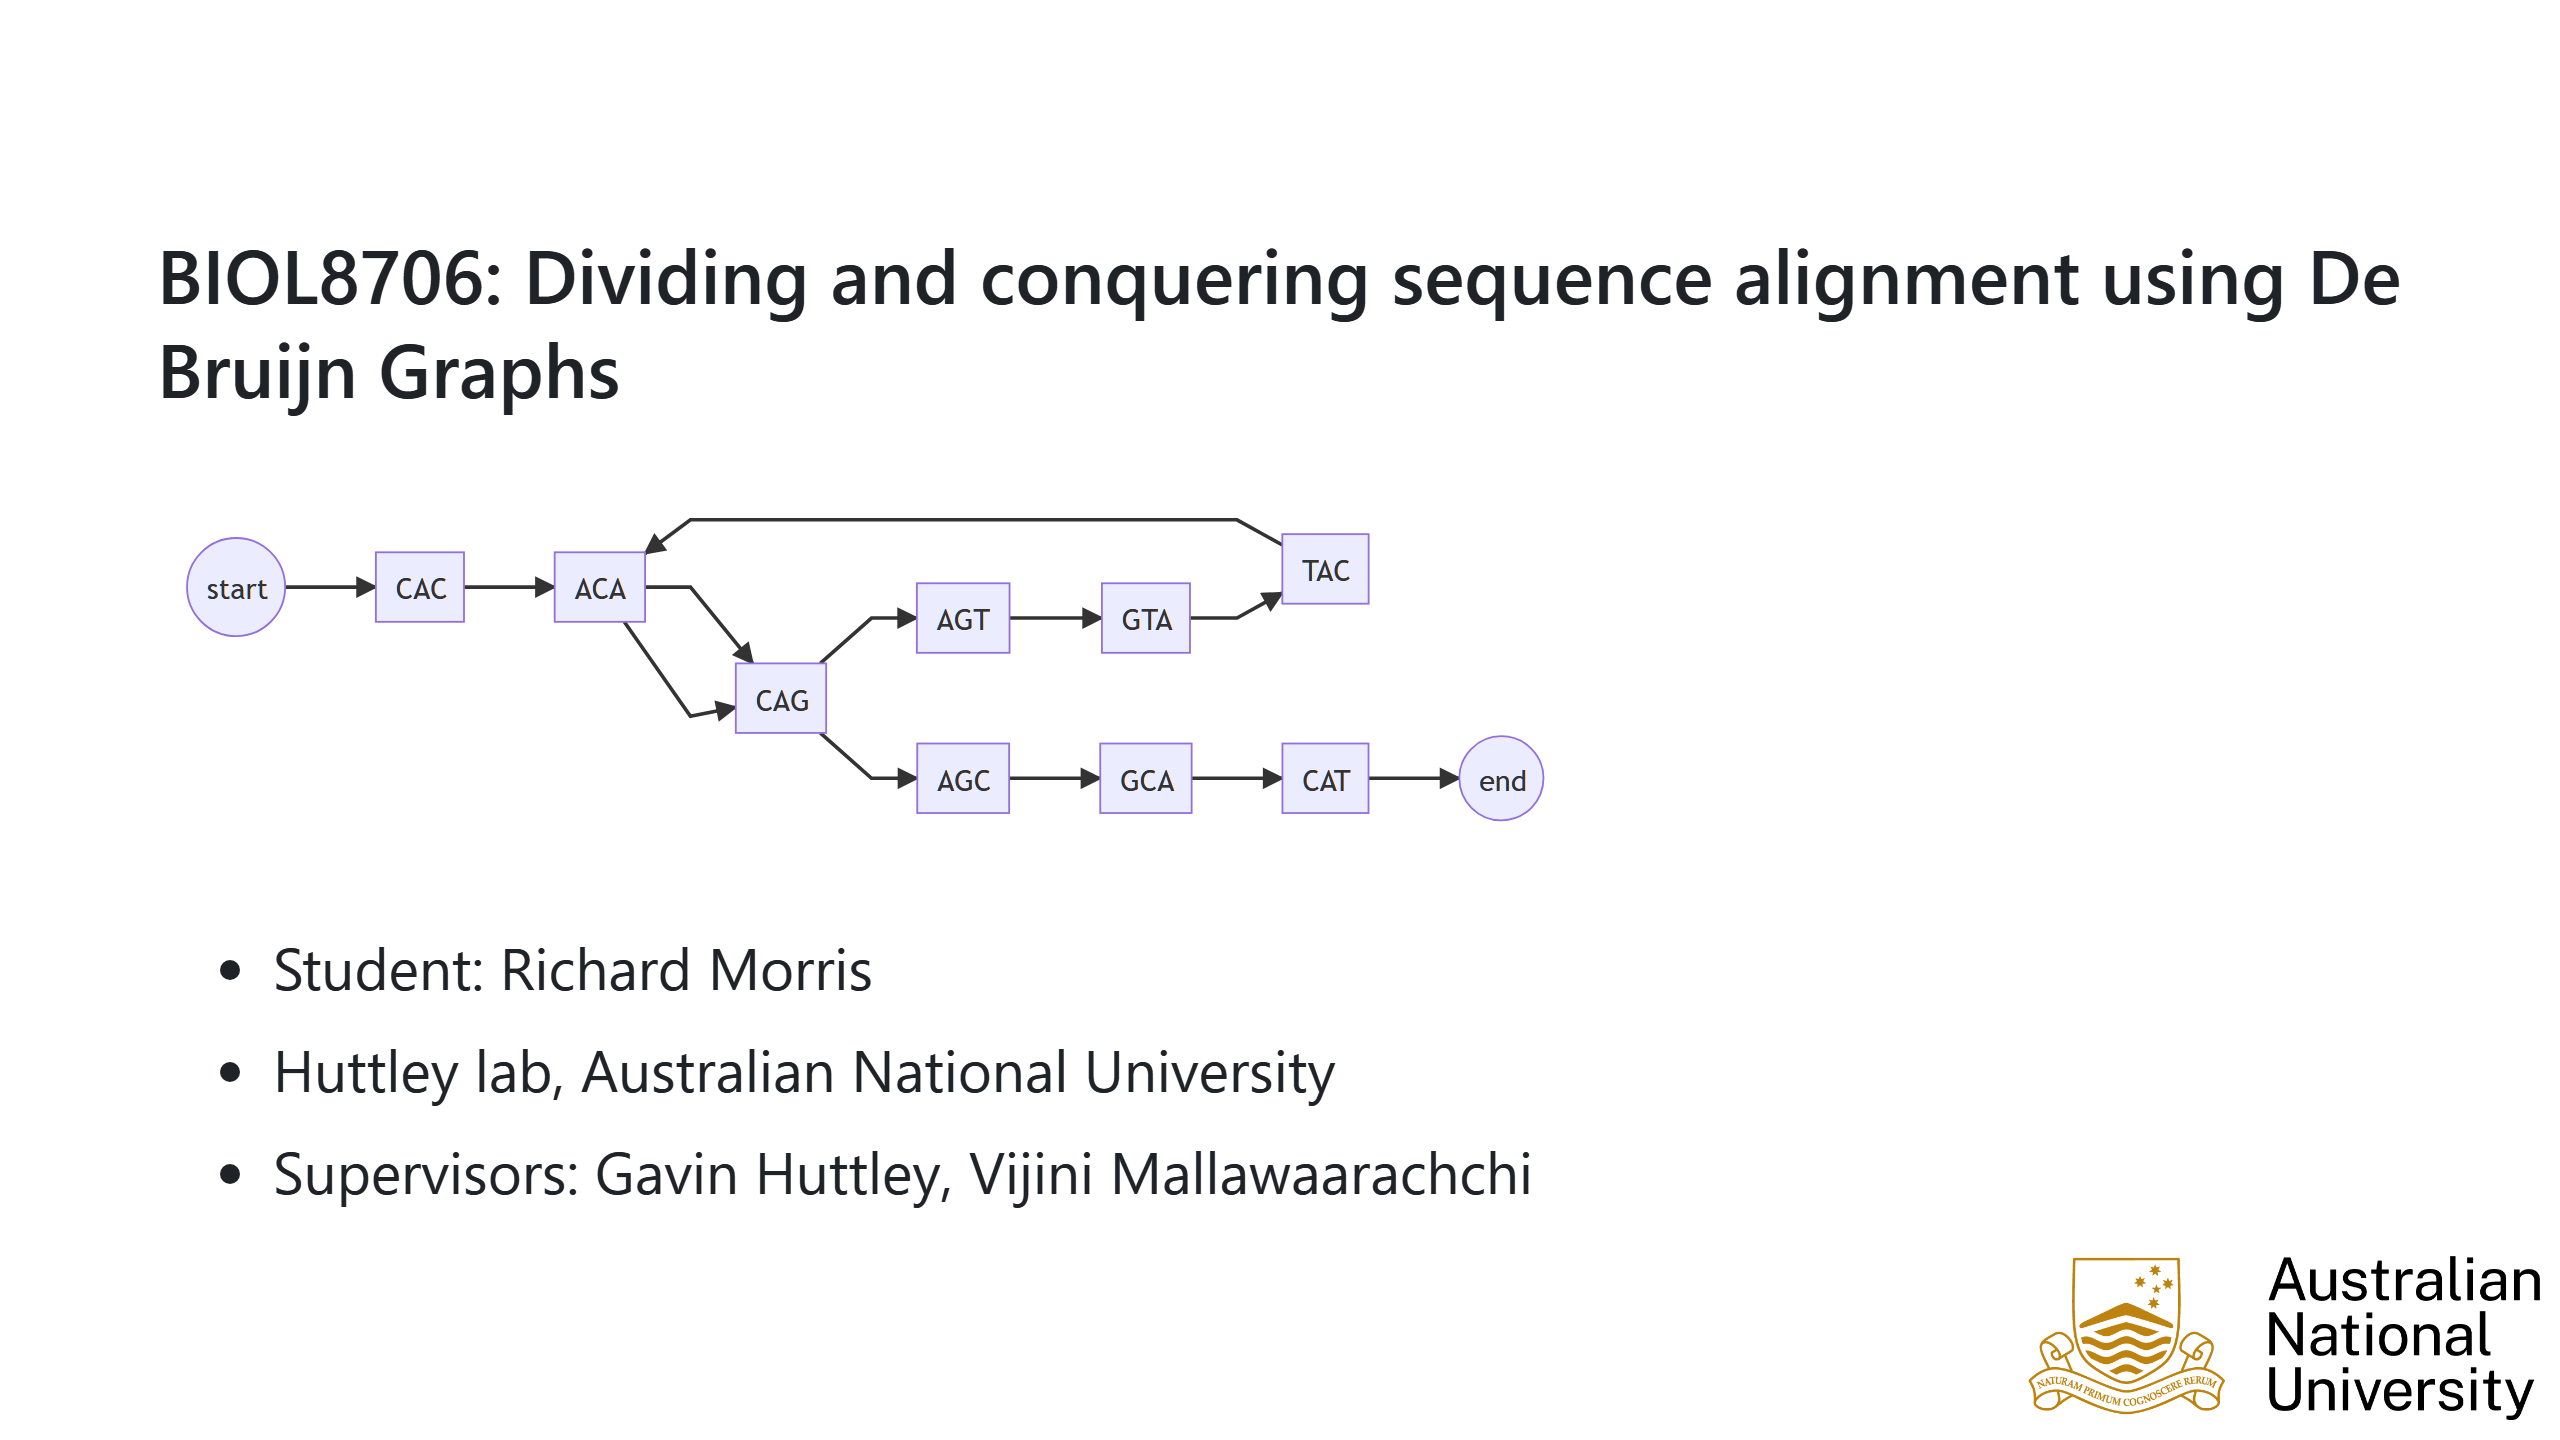 BIOL8706: Dividing and conquering sequence alignment using De
Bruijn Graphs
start
CAC
ACA
CAG
AGT
GTA
TAC
AGC
GCA
CAT
end
• Student: Richard Morris
• Huttley lab, Australian National University
• Supervisors: Gavin Huttley, Vijini Mallawaarachchi
NATURAM PRIMUM COGNOSCERE RERUM
Australian
National
University